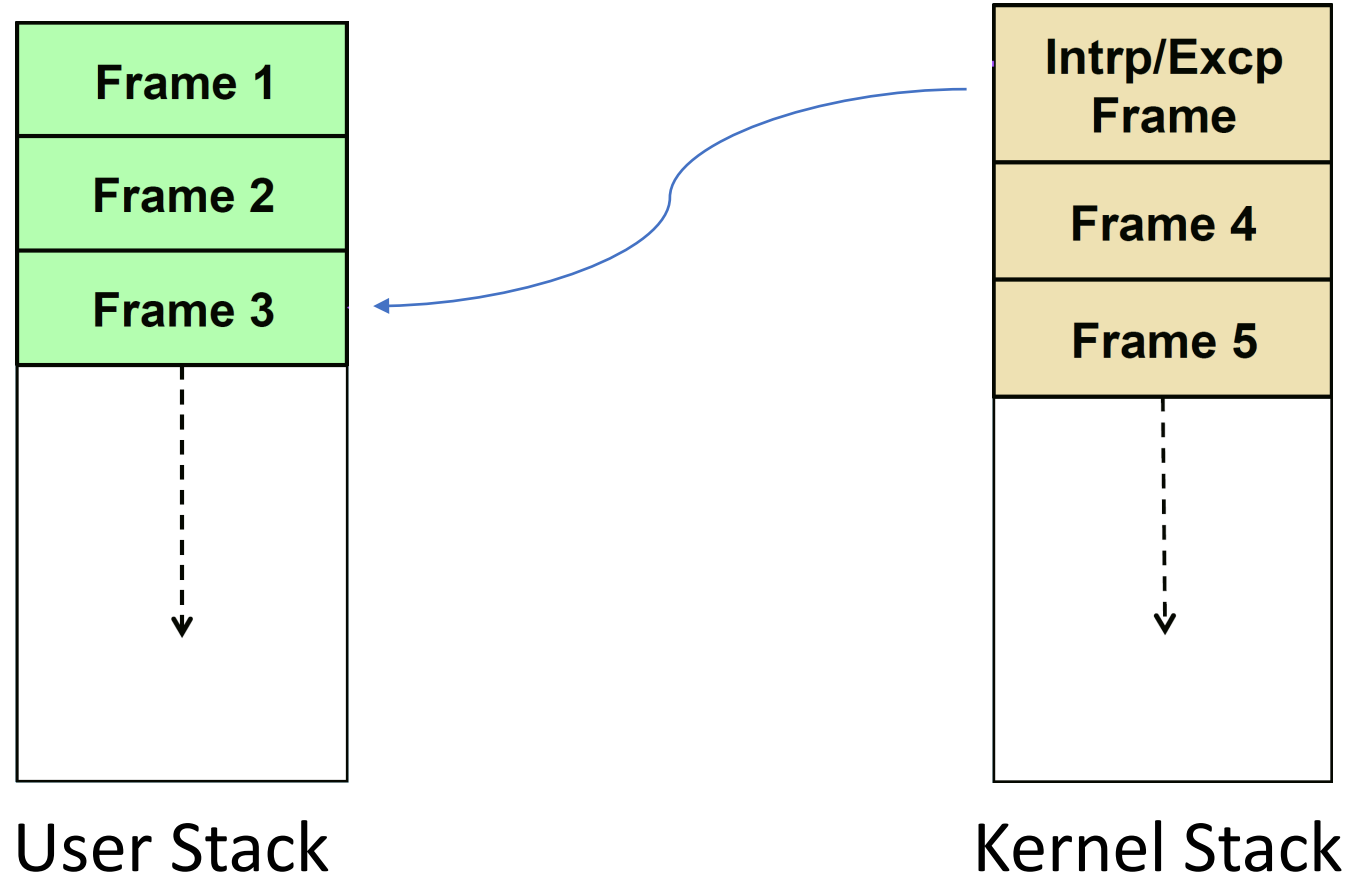 Frame 1
Frame 2
Frame 3
User Stack
Intrp/Excp
Frame
Frame 4
Frame 5
Kernel Stack